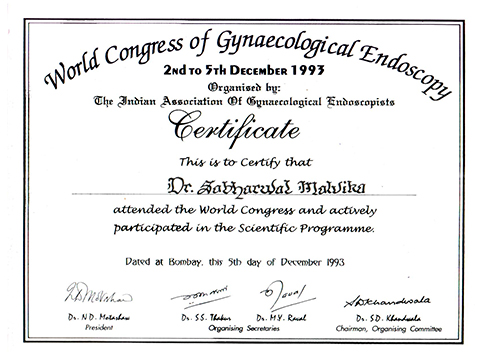 World Congress of Gynaecological Endoscopy
2ND TO 5TH DECEMBER 1993
Organised by:
The Indian Association Of Gynaecological Endoscopists
Certificate
This is to Certify that
Dr. Sabharwal Malvika
attended the World Congress and actively
participated in the Scientific Programme.
Dated at Bombay, this 5th day of December 1993
Dr. N.D. Motashaw Dr. S.S. Thakur Dr. M.Y. Raval Dr. S.D. Khandwala
President Organising Secretaries Chairman, Organising Committee